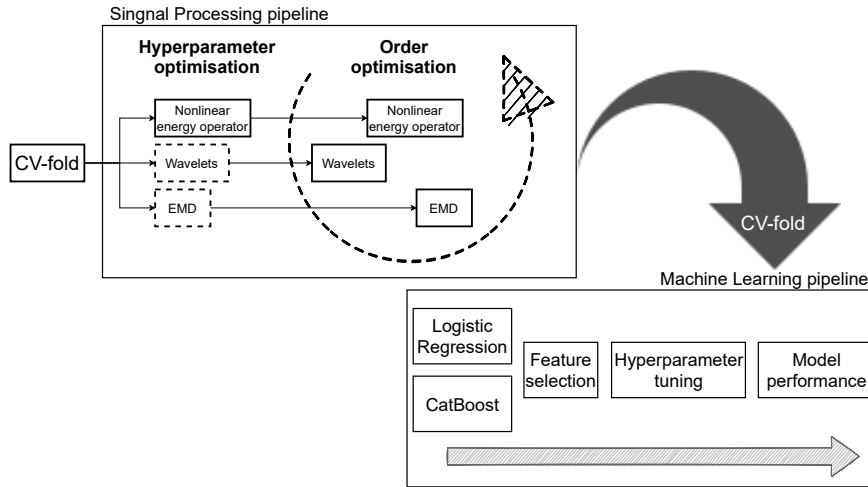 Singnal Processing pipeline
Hyperparameter
optimisation
Order
optimisation
Nonlinear
energy operator
Nonlinear
energy operator
CV-fold
Wavelets
Wavelets
EMD
EMD
CV-fold
Machine Learning pipeline
Logistic
Regression
CatBoost
Feature
selection
Hyperparameter
tuning
Model
performance